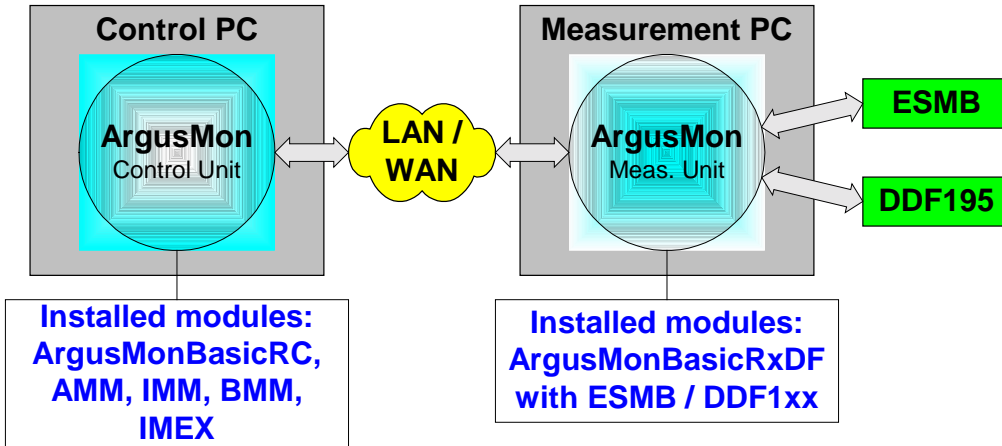 Control PC
ArgusMon
Control Unit
LAN /
WAN
Measurement PC
ArgusMon
Meas. Unit
ESMB
DDF195
Installed modules:
ArgusMonBasicRC,
AMM, IMM, BMM,
IMEX
Installed modules:
ArgusMonBasicRxDF
with ESMB / DDF1xx